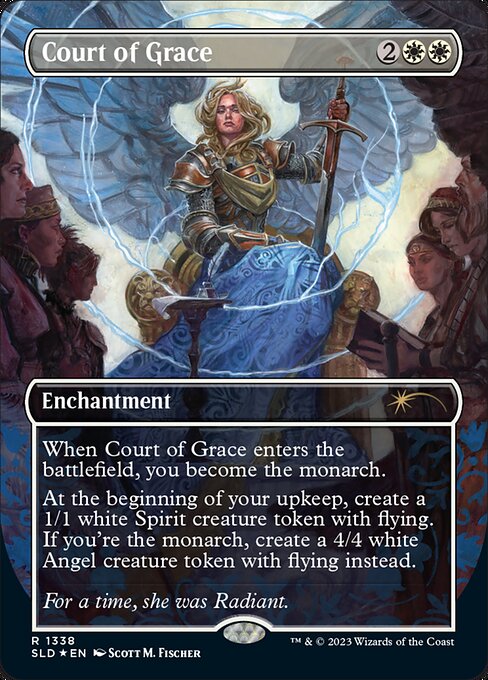 Court of Grace 2
Enchantment
When Court of Grace enters the
battlefield, you become the monarch.
At the beginning of your upkeep, create a
1/1 white Spirit creature token with flying.
If you're the monarch, create a 4/4 white
Angel creature token with flying instead.
For a time, she was Radiant.
R 1338
SLD ★ EN Scott M. Fischer
™ & © 2023 Wizards of the Coast